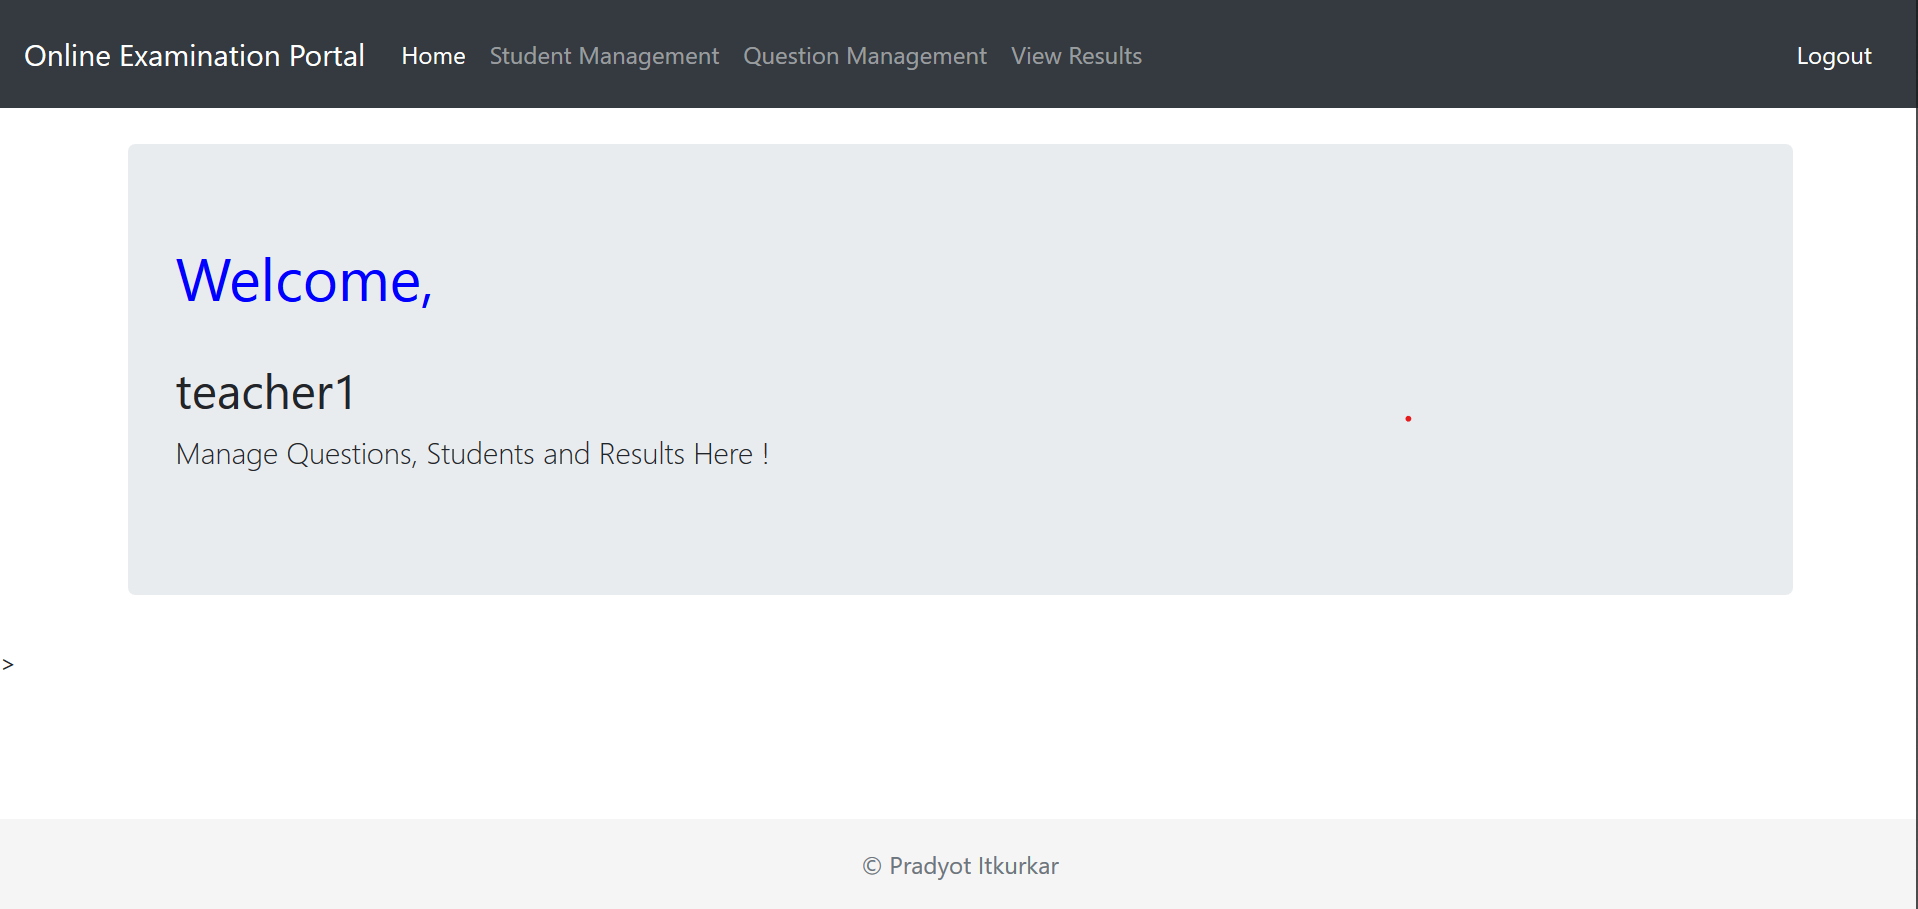 Online Examination Portal Home Student Management Question Management View Results Logout
Welcome,
teacher1
Manage Questions, Students and Results Here !
>
© Pradyot Itkurkar